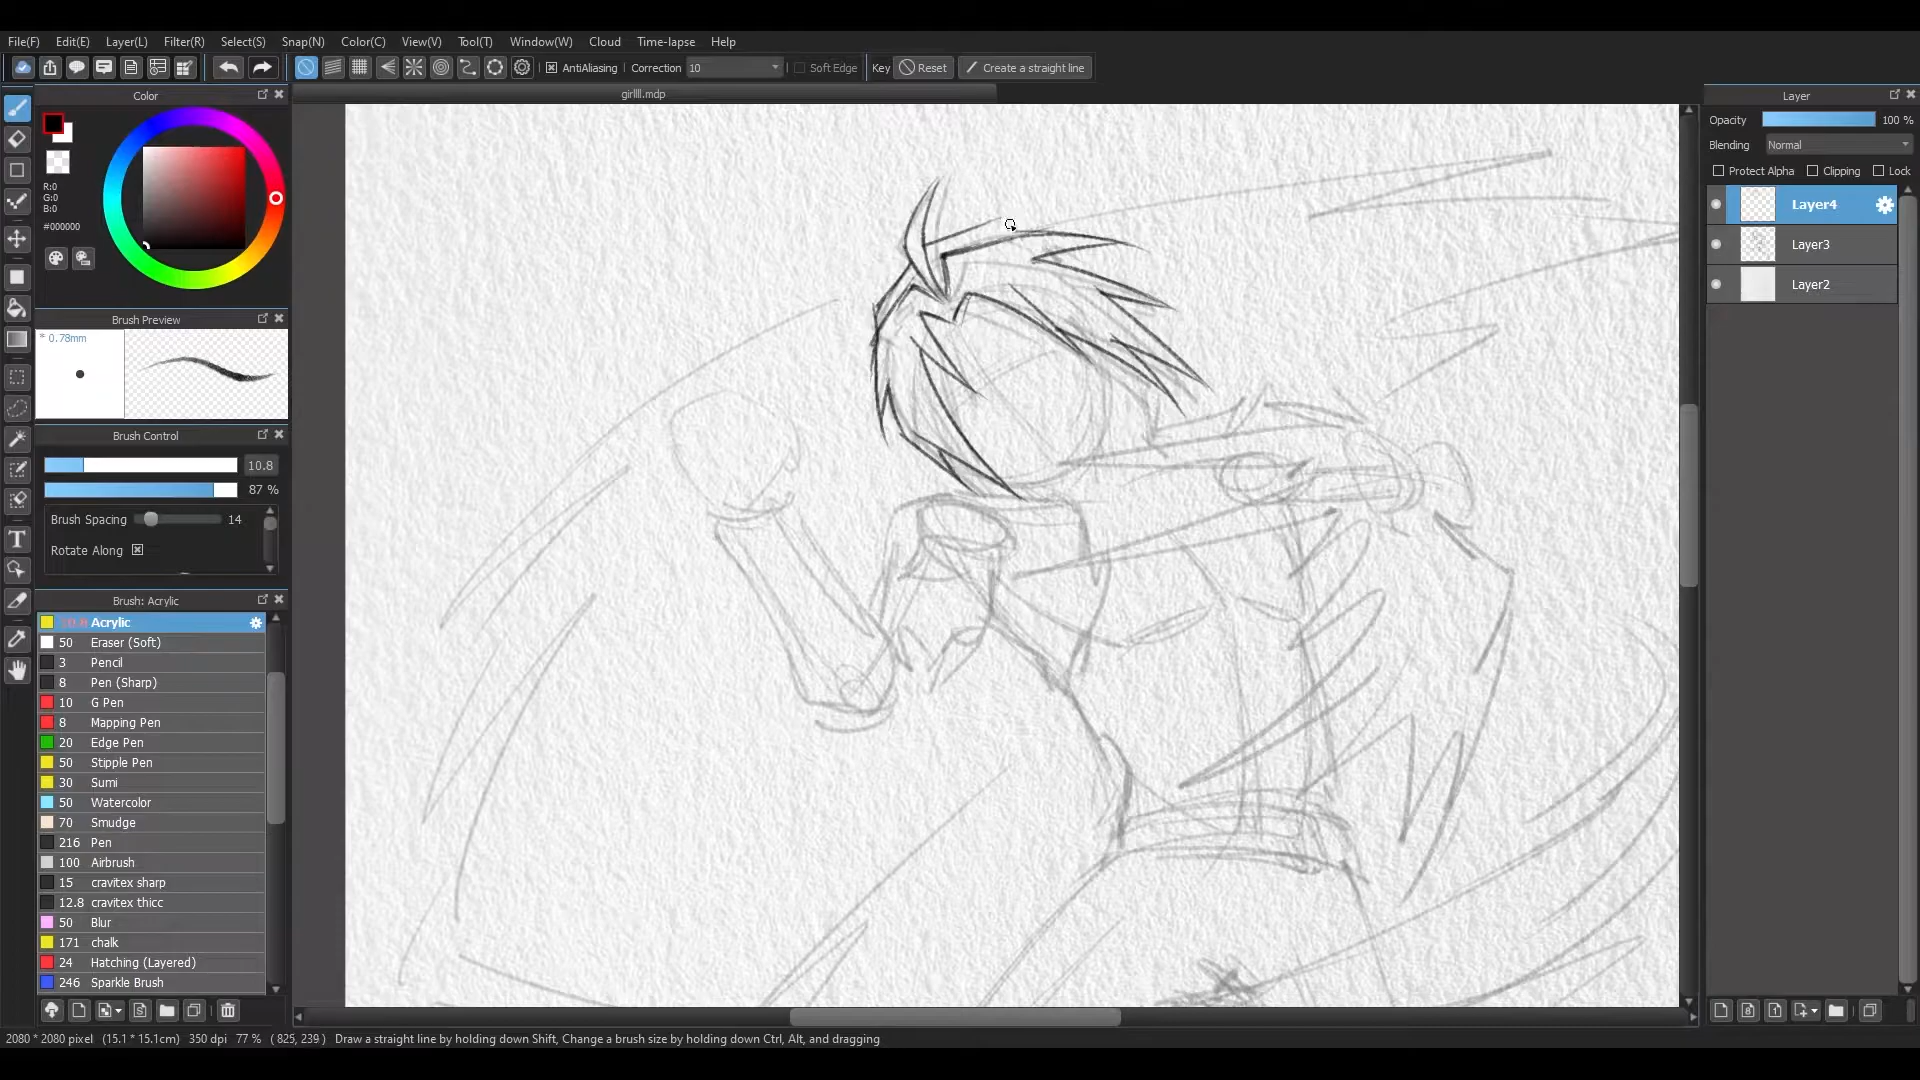 File(F) Edit(E) Layer(L) Filter(R) Select(S) Snap(N) Color(C) View(V) Tool(T) Window(W) Cloud Time-lapse Help
AntiAliasing Correction 10 Soft Edge Key Reset Create a straight line
Color
R:0
G:0
B:0
#000000
Brush Preview
* 0.78mm
Brush Control
10.8
87 %
Brush Spacing 14
Rotate Along
Brush: Acrylic
10.8 Acrylic
50 Eraser (Soft)
3 Pencil
8 Pen (Sharp)
10 G Pen
8 Mapping Pen
20 Edge Pen
50 Stipple Pen
30 Sumi
50 Watercolor
70 Smudge
216 Pen
100 Airbrush
15 cravitex sharp
12.8 cravitex thicc
50 Blur
171 chalk
24 Hatching (Layered)
246 Sparkle Brush
girllll.mdp
Layer
Opacity 100 %
Blending Normal
Protect Alpha Clipping Lock
Layer4
Layer3
Layer2
2080 * 2080 pixel (15.1 * 15.1cm) 350 dpi 77 % ( 825, 239 ) Draw a straight line by holding down Shift, Change a brush size by holding down Ctrl, Alt, and dragging